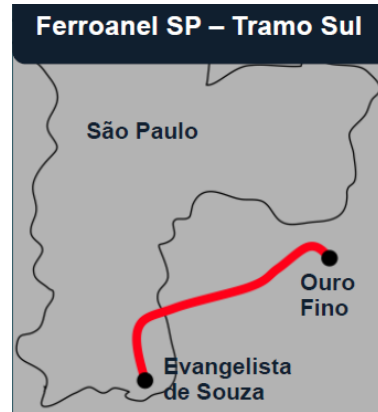 Ferroanel SP – Tramo Sul
São Paulo
Ouro
Fino
Evangelista
de Souza